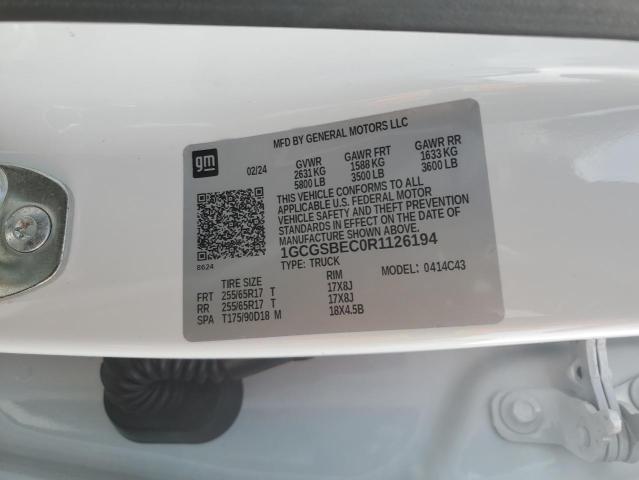 MFD BY GENERAL MOTORS LLC
gm
02/24
GVWR GAWR FRT GAWR RR
2631 KG 1588 KG 1633 KG
5800 LB 3500 LB 3600 LB
THIS VEHICLE CONFORMS TO ALL
APPLICABLE U.S. FEDERAL MOTOR
VEHICLE SAFETY AND THEFT PREVENTION
STANDARDS IN EFFECT ON THE DATE OF
MANUFACTURE SHOWN ABOVE.
1GCGSBEC0R1126194
8624
TYPE: TRUCK MODEL: 0414C43
TIRE SIZE RIM
FRT 255/65R17 T 17X8J
RR 255/65R17 T 17X8J
SPA T175/90D18 M 18X4.5B